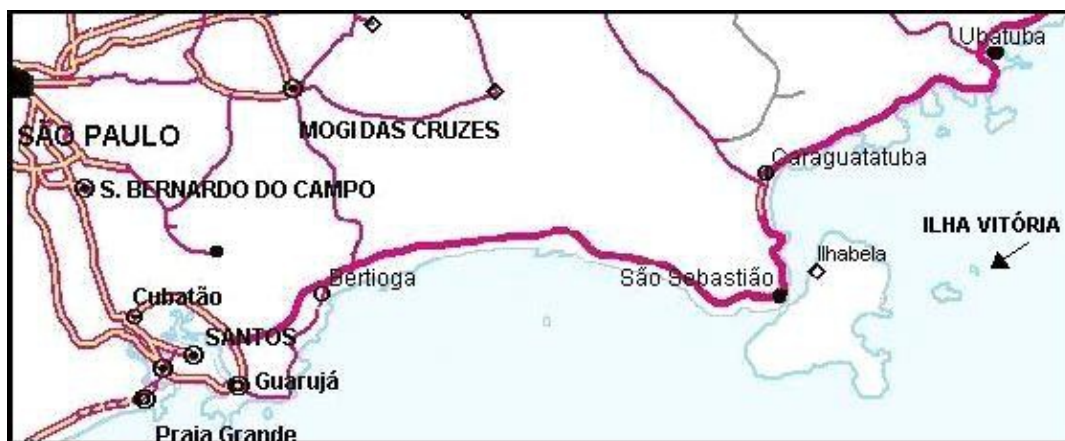 Ubatuba
SÃO PAULO
MOGI DAS CRUZES
Caraguatatuba
S. BERNARDO DO CAMPO
ILHA VITÓRIA
Ilhabela
São Sebastião
Bertioga
Cubatão
SANTOS
Guarujá
Praia Grande